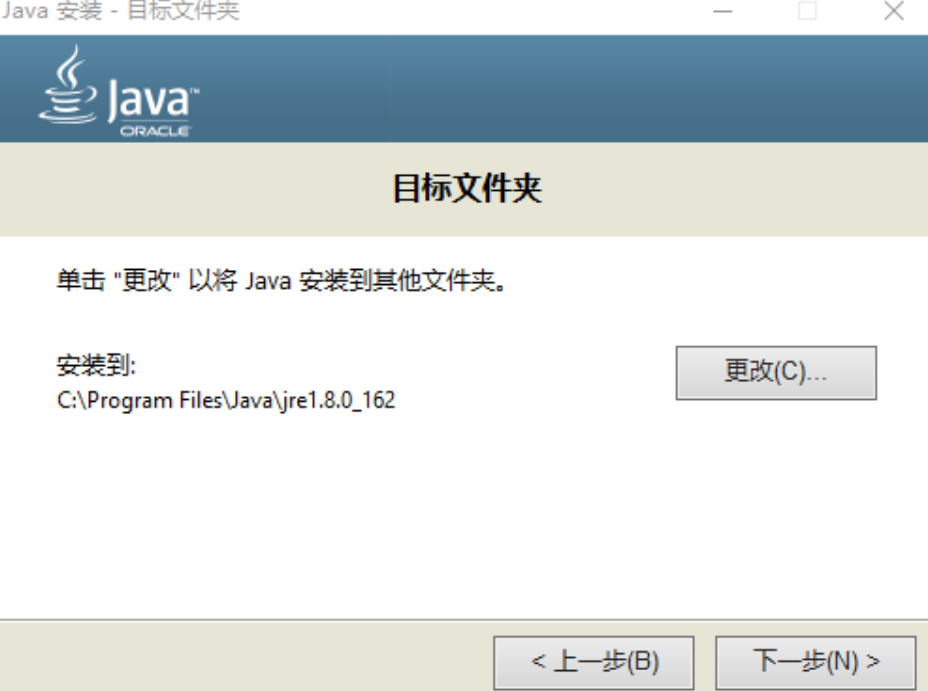 Java 安装 - 目标文件夹
Java™
ORACLE
目标文件夹
单击 "更改" 以将 Java 安装到其他文件夹。
安装到:
更改(C)...
C:\Program Files\Java\jre1.8.0_162
< 上一步(B)
下一步(N) >